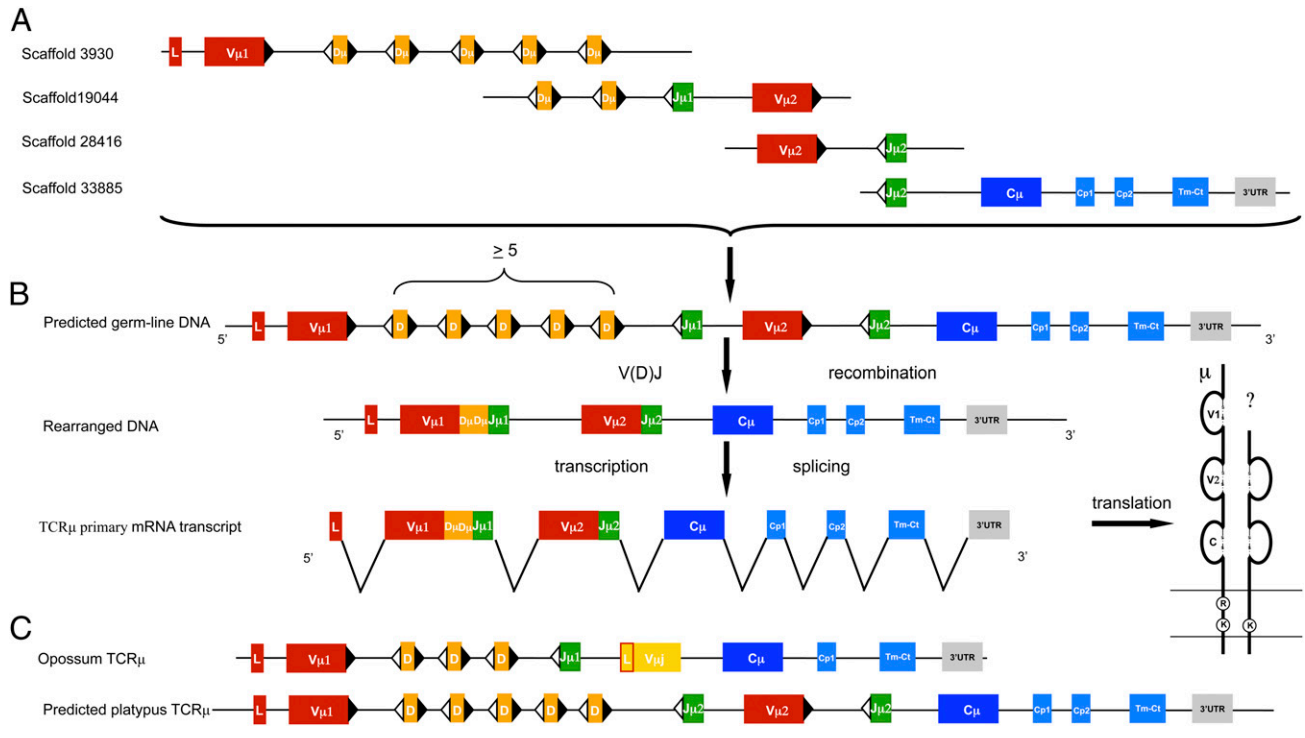 A
Scaffold 3930
L Vμ1 Dμ Dμ Dμ Dμ Dμ
Scaffold19044
Dμ Dμ Jμ1 Vμ2
Scaffold 28416
Vμ2 Jμ2
Scaffold 33885
Jμ2 Cμ Cp1 Cp2 Tm-Ct 3'UTR
≥ 5
B
Predicted germ-line DNA
5' L Vμ1 D D D D D Jμ1 Vμ2 Jμ2 Cμ Cp1 Cp2 Tm-Ct 3'UTR 3'
V(D)J recombination
Rearranged DNA
5' L Vμ1 DμDμ Jμ1 Vμ2 Jμ2 Cμ Cp1 Cp2 Tm-Ct 3'UTR 3'
transcription splicing
TCRμ primary mRNA transcript
5' L Vμ1 DμDμ Jμ1 Vμ2 Jμ2 Cμ Cp1 Cp2 Tm-Ct 3'UTR 3'
translation
μ
?
V1
V2
C
R
K K
C
Opossum TCRμ
L Vμ1 D D D Jμ1 L Vμj Cμ Cp1 Tm-Ct 3'UTR
Predicted platypus TCRμ
L Vμ1 D D D D D Jμ2 Vμ2 Jμ2 Cμ Cp1 Cp2 Tm-Ct 3'UTR